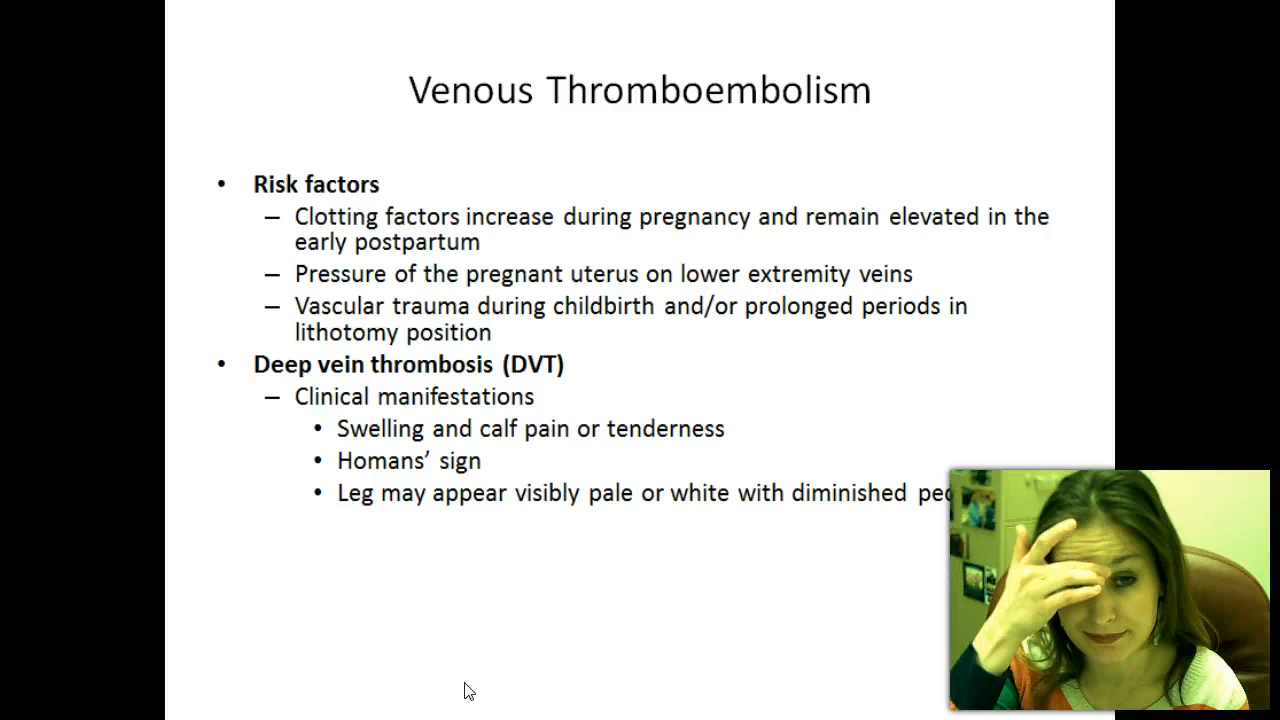 Venous Thromboembolism
• Risk factors
– Clotting factors increase during pregnancy and remain elevated in the
early postpartum
– Pressure of the pregnant uterus on lower extremity veins
– Vascular trauma during childbirth and/or prolonged periods in
lithotomy position
• Deep vein thrombosis (DVT)
– Clinical manifestations
• Swelling and calf pain or tenderness
• Homans’ sign
• Leg may appear visibly pale or white with diminished